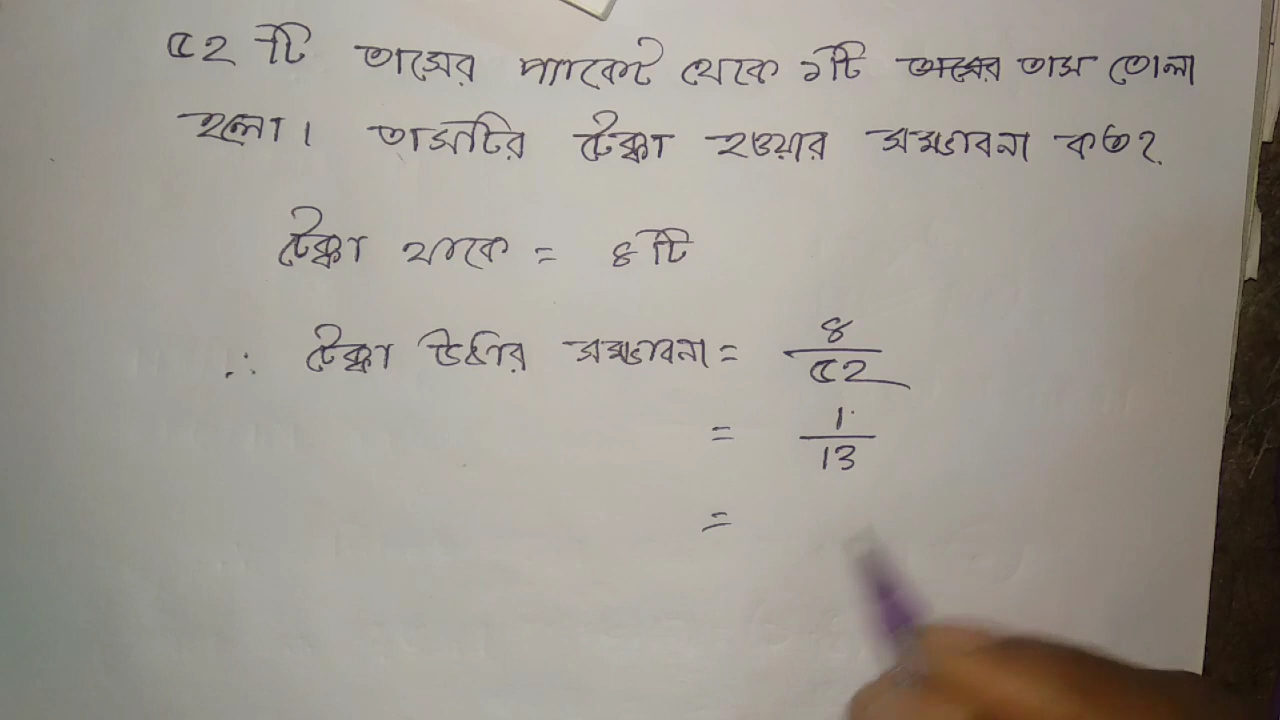 ৫২ টি তাসের প্যাকেট থেকে ১টি তাসের তাস তোলা
হলো। তাসটির টেক্কা হওয়ার সম্ভাবনা কত?
টেক্কা থাকে = ৪টি
∴ টেক্কা উঠার সম্ভাবনা = ৪/৫২
= 1/13
=